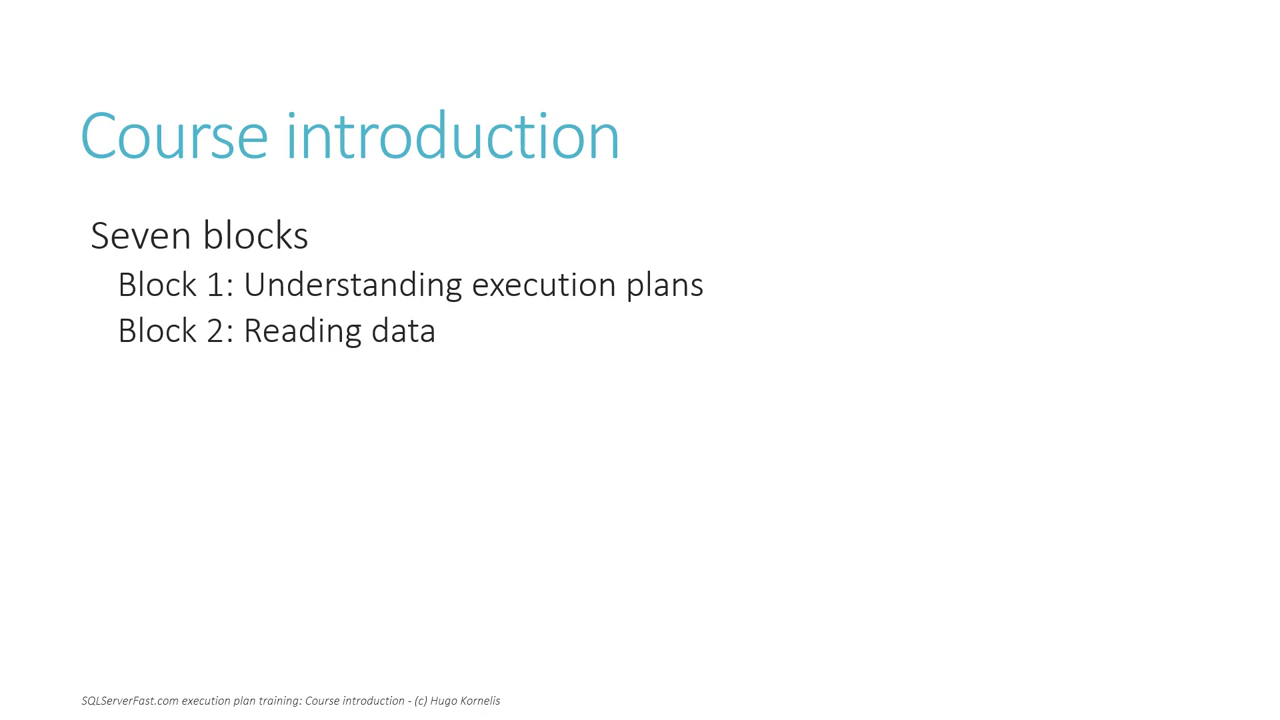 Course introduction
Seven blocks
Block 1: Understanding execution plans
Block 2: Reading data
SQLServerFast.com execution plan training: Course introduction - (c) Hugo Kornelis